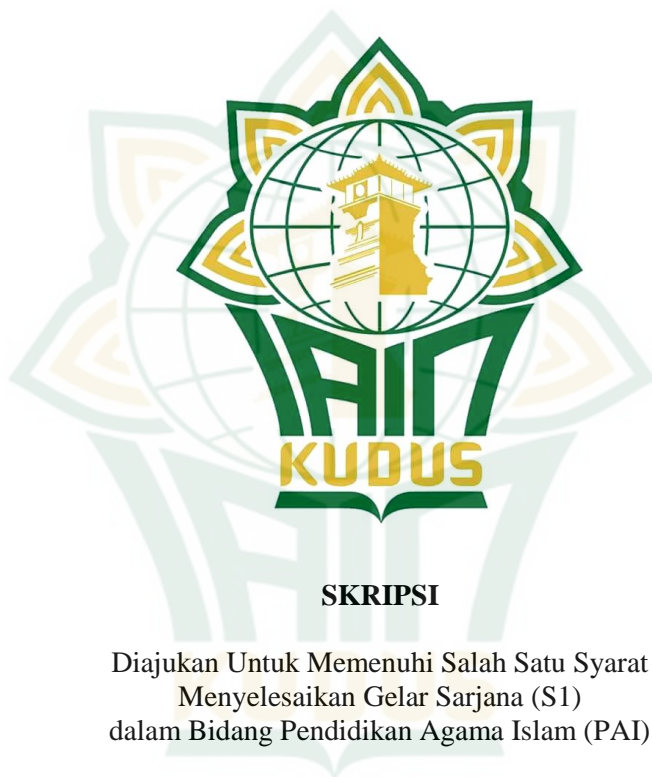 IAIN
KUDUS
SKRIPSI
Diajukan Untuk Memenuhi Salah Satu Syarat
Menyelesaikan Gelar Sarjana (S1)
dalam Bidang Pendidikan Agama Islam (PAI)